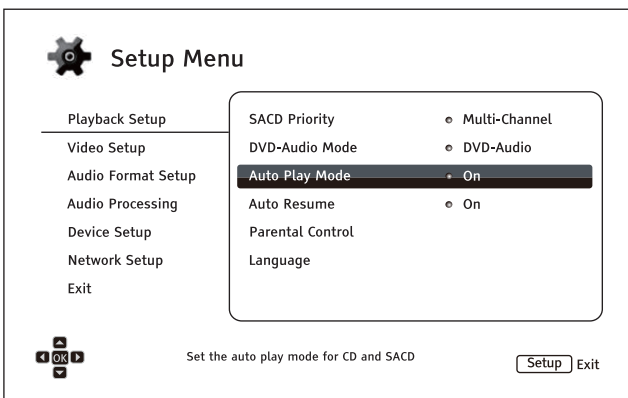 Setup Menu
Playback Setup
Video Setup
Audio Format Setup
Audio Processing
Device Setup
Network Setup
Exit
SACD Priority Multi-Channel
DVD-Audio Mode DVD-Audio
Auto Play Mode On
Auto Resume On
Parental Control
Language
OK
Set the auto play mode for CD and SACD
Setup Exit